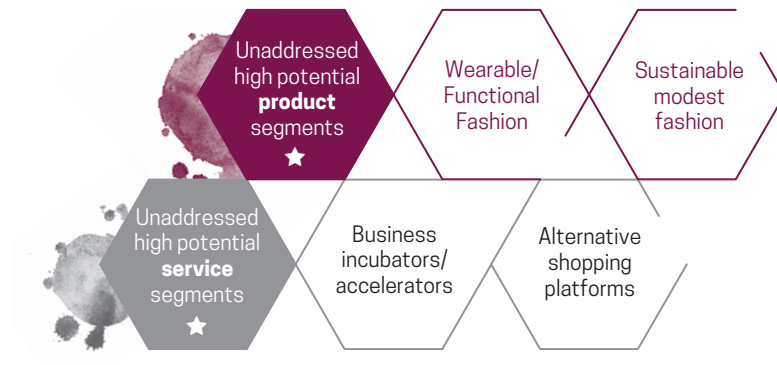 Unaddressed
high potential
product
segments
Wearable/
Functional
Fashion
Sustainable
modest
fashion
Unaddressed
high potential
service
segments
Business
incubators/
accelerators
Alternative
shopping
platforms